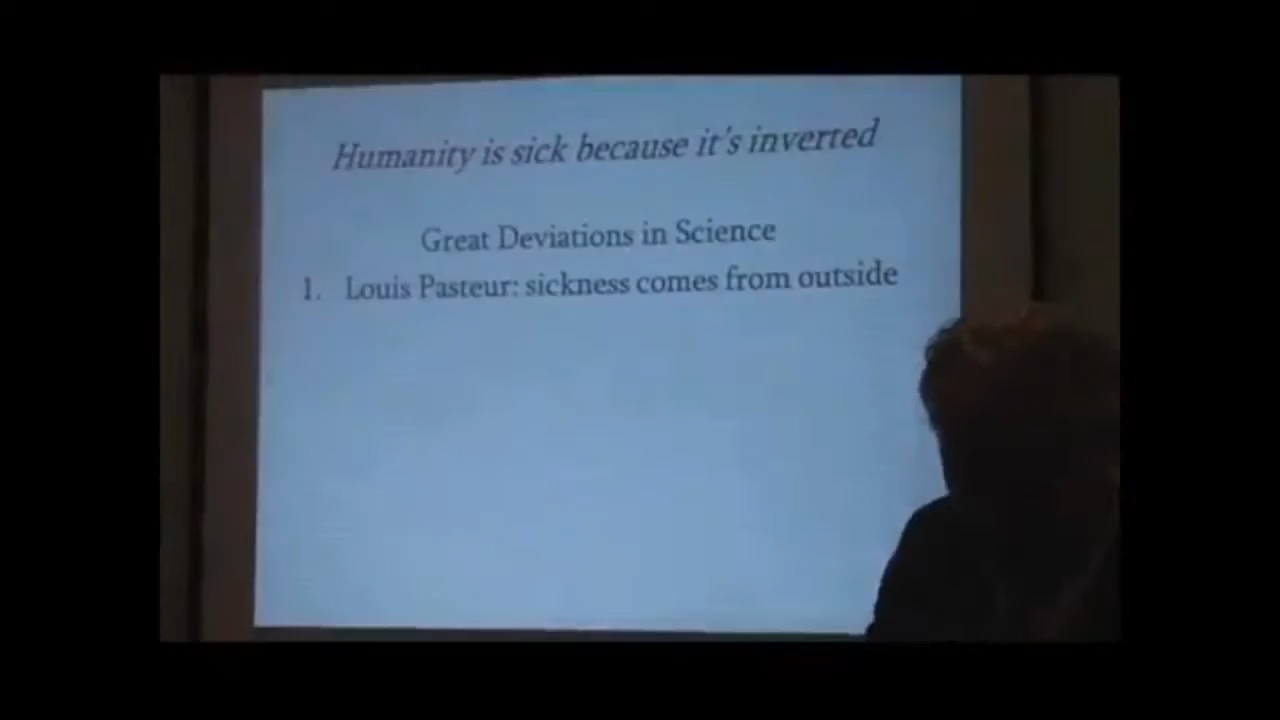 Humanity is sick because it's inverted
Great Deviations in Science
1. Louis Pasteur: sickness comes from outside